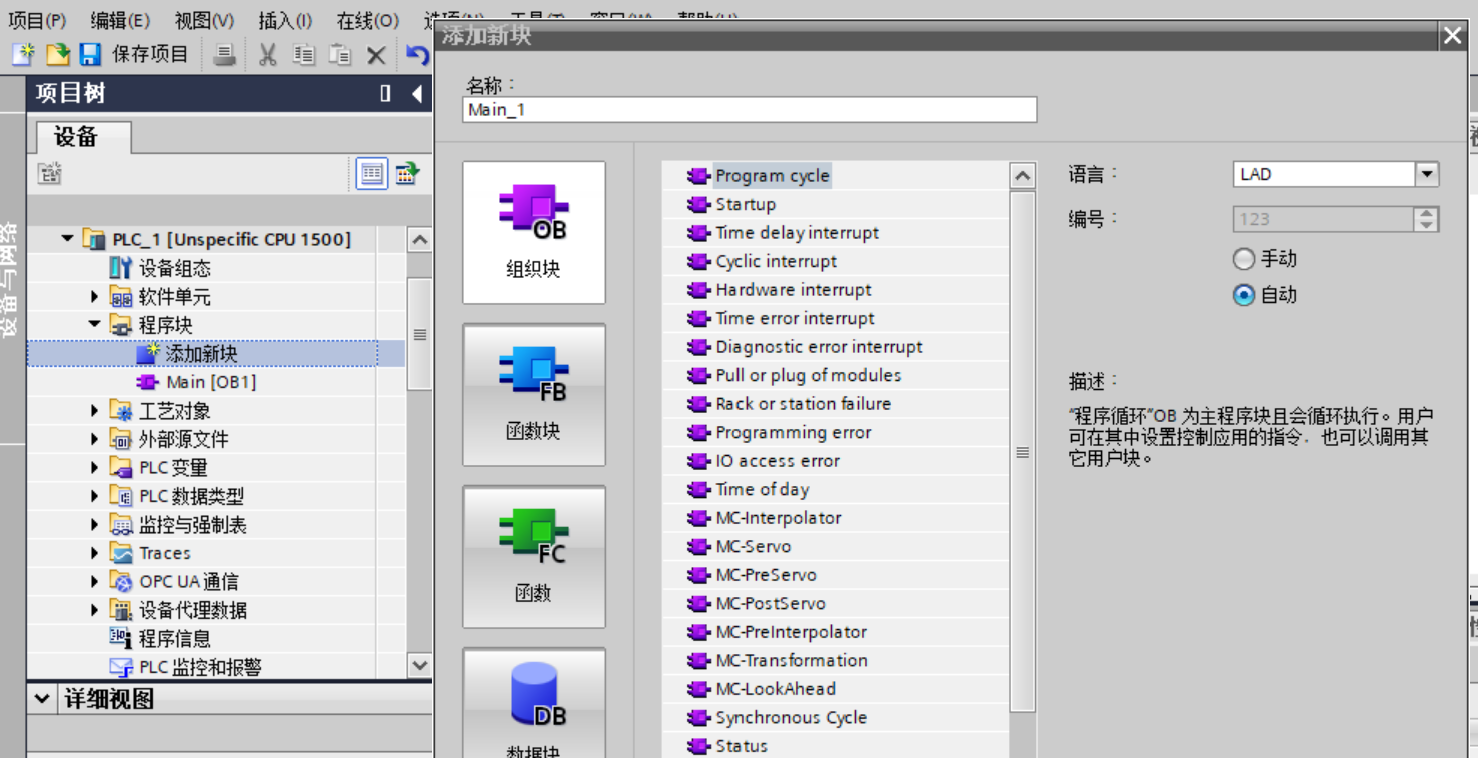 项目(P) 编辑(E) 视图(V) 插入(I) 在线(O)
保存项目
添加新块
名称：
Main_1
项目树
设备
设备与网络
PLC_1 [Unspecific CPU 1500]
设备组态
软件单元
程序块
添加新块
Main [OB1]
工艺对象
外部源文件
PLC 变量
PLC 数据类型
监控与强制表
Traces
OPC UA 通信
设备代理数据
程序信息
PLC 监控和报警
详细视图
OB
组织块
FB
函数块
FC
函数
DB
数据块
Program cycle
Startup
Time delay interrupt
Cyclic interrupt
Hardware interrupt
Time error interrupt
Diagnostic error interrupt
Pull or plug of modules
Rack or station failure
Programming error
IO access error
Time of day
MC-Interpolator
MC-Servo
MC-PreServo
MC-PostServo
MC-PreInterpolator
MC-Transformation
MC-LookAhead
Synchronous Cycle
Status
语言：
LAD
编号：
123
手动
自动
描述：
“程序循环”OB 为主程序块且会循环执行。用户
可在其中设置控制应用的指令，也可以调用其
它用户块。